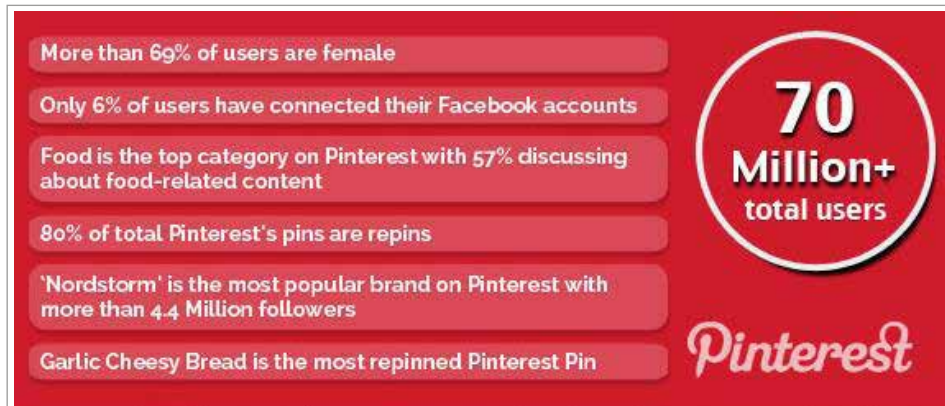 More than 69% of users are female
Only 6% of users have connected their Facebook accounts
Food is the top category on Pinterest with 57% discussing
about food-related content
80% of total Pinterest's pins are repins
'Nordstorm' is the most popular brand on Pinterest with
more than 4.4 Million followers
Garlic Cheesy Bread is the most repinned Pinterest Pin
70
Million+
total users
Pinterest